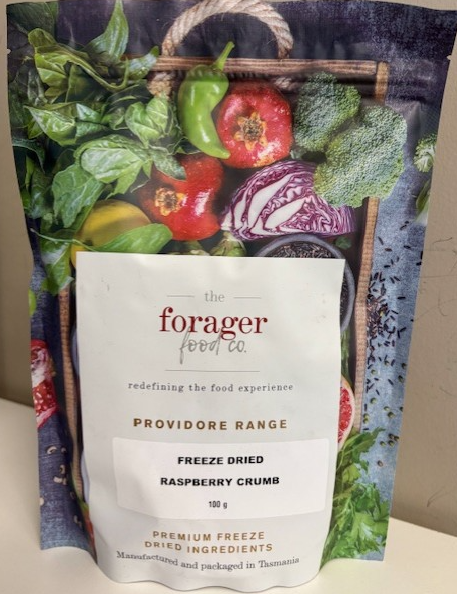 the
forager
food co.
redefining the food experience
PROVIDORE RANGE
FREEZE DRIED
RASPBERRY CRUMB
100 g
PREMIUM FREEZE
DRIED INGREDIENTS
Manufactured and packaged in Tasmania